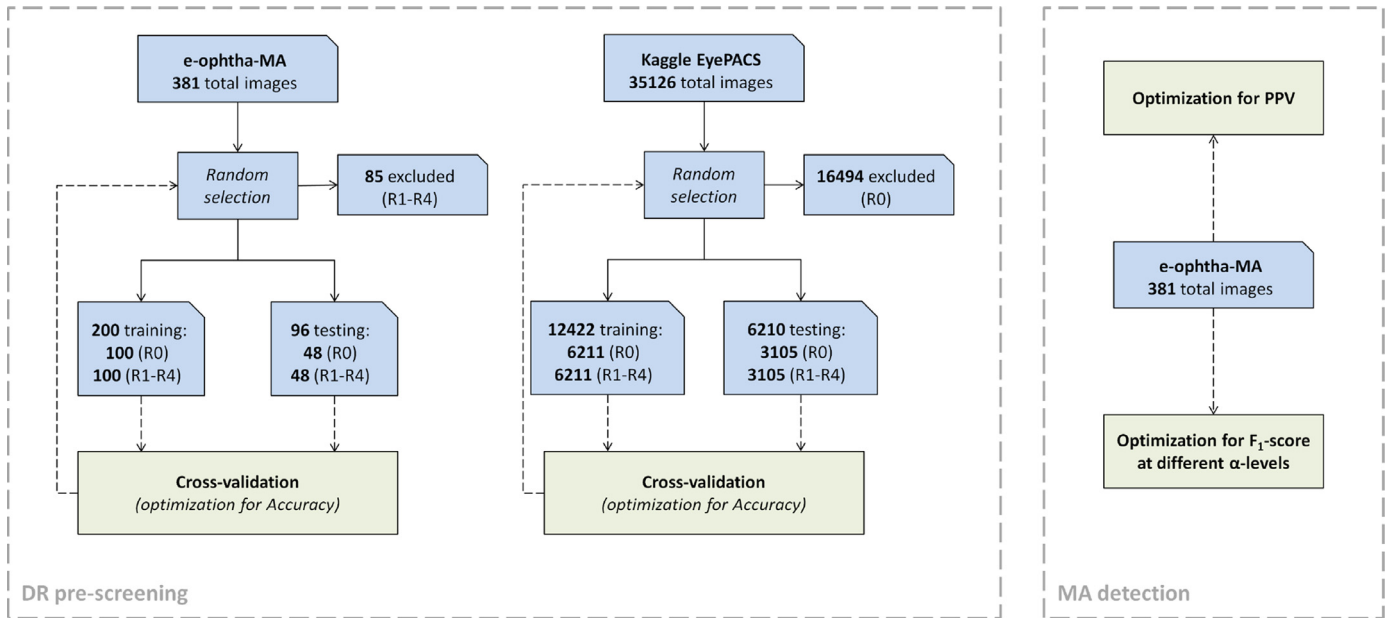 e-ophtha-MA
381 total images
Random
selection
85 excluded
(R1-R4)
200 training:
100 (R0)
100 (R1-R4)
96 testing:
48 (R0)
48 (R1-R4)
Cross-validation
(optimization for Accuracy)
Kaggle EyePACS
35126 total images
Random
selection
16494 excluded
(R0)
12422 training:
6211 (R0)
6211 (R1-R4)
6210 testing:
3105 (R0)
3105 (R1-R4)
Cross-validation
(optimization for Accuracy)
DR pre-screening
Optimization for PPV
e-ophtha-MA
381 total images
Optimization for F₁-score
at different α-levels
MA detection